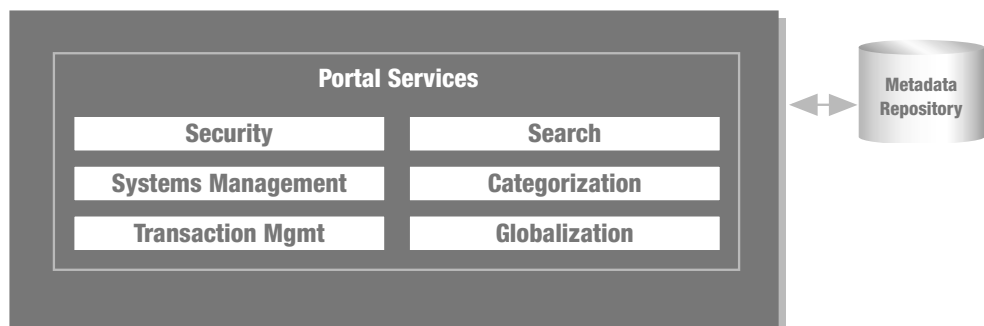 Portal Services
Security
Search
Systems Management
Categorization
Transaction Mgmt
Globalization
Metadata
Repository